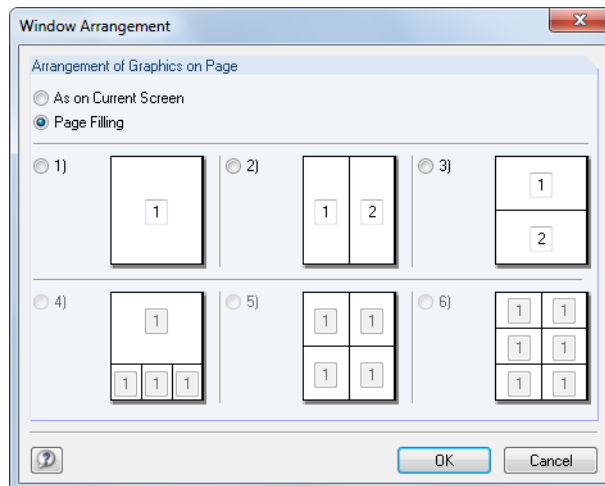 Window Arrangement
x
Arrangement of Graphics on Page
As on Current Screen
Page Filling
1)
1
2)
1 2
3)
1
2
4)
1
1 1 1
5)
1 1
1 1
6)
1 1
1 1
1 1
?
OK Cancel